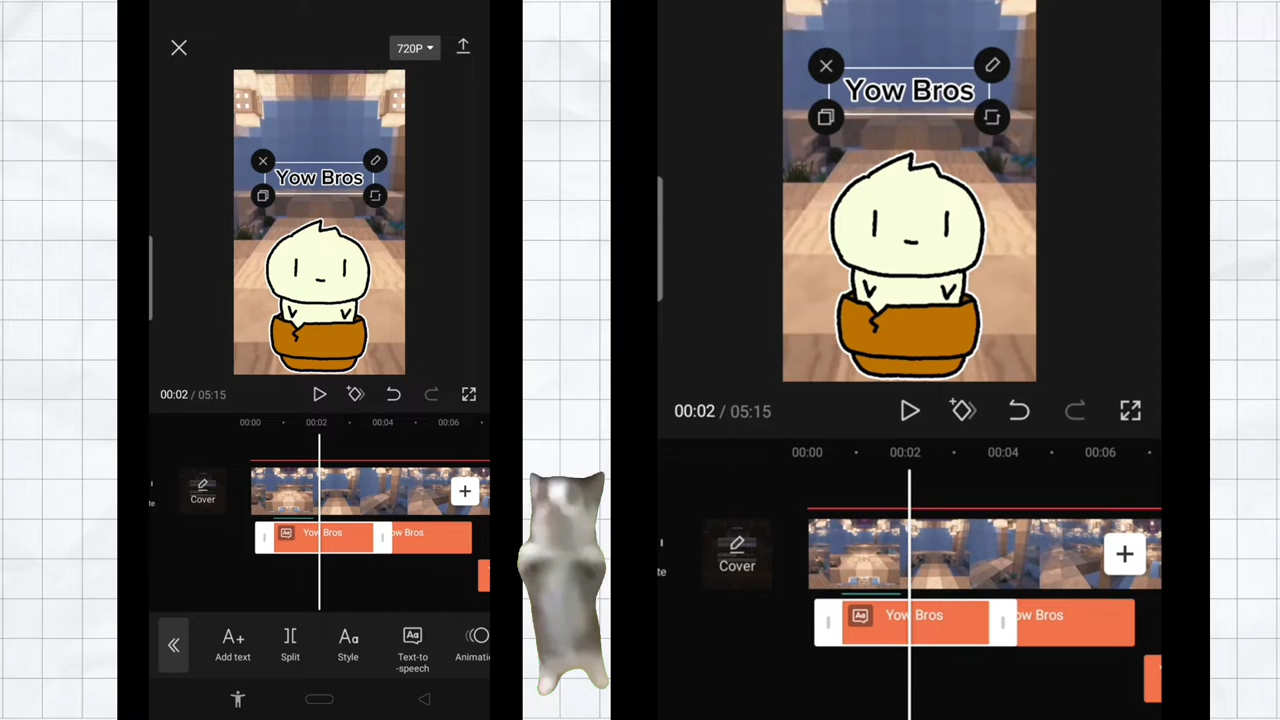 720P
Yow Bros
00:02 / 05:15
00:00
00:02
00:04
00:06
te
Cover
Yow Bros
ow Bros
Add text
Split
Style
Text-to
-speech
Animati
Yow Bros
00:02 / 05:15
00:00
00:02
00:04
00:06
te
Cover
Yow Bros
ow Bros